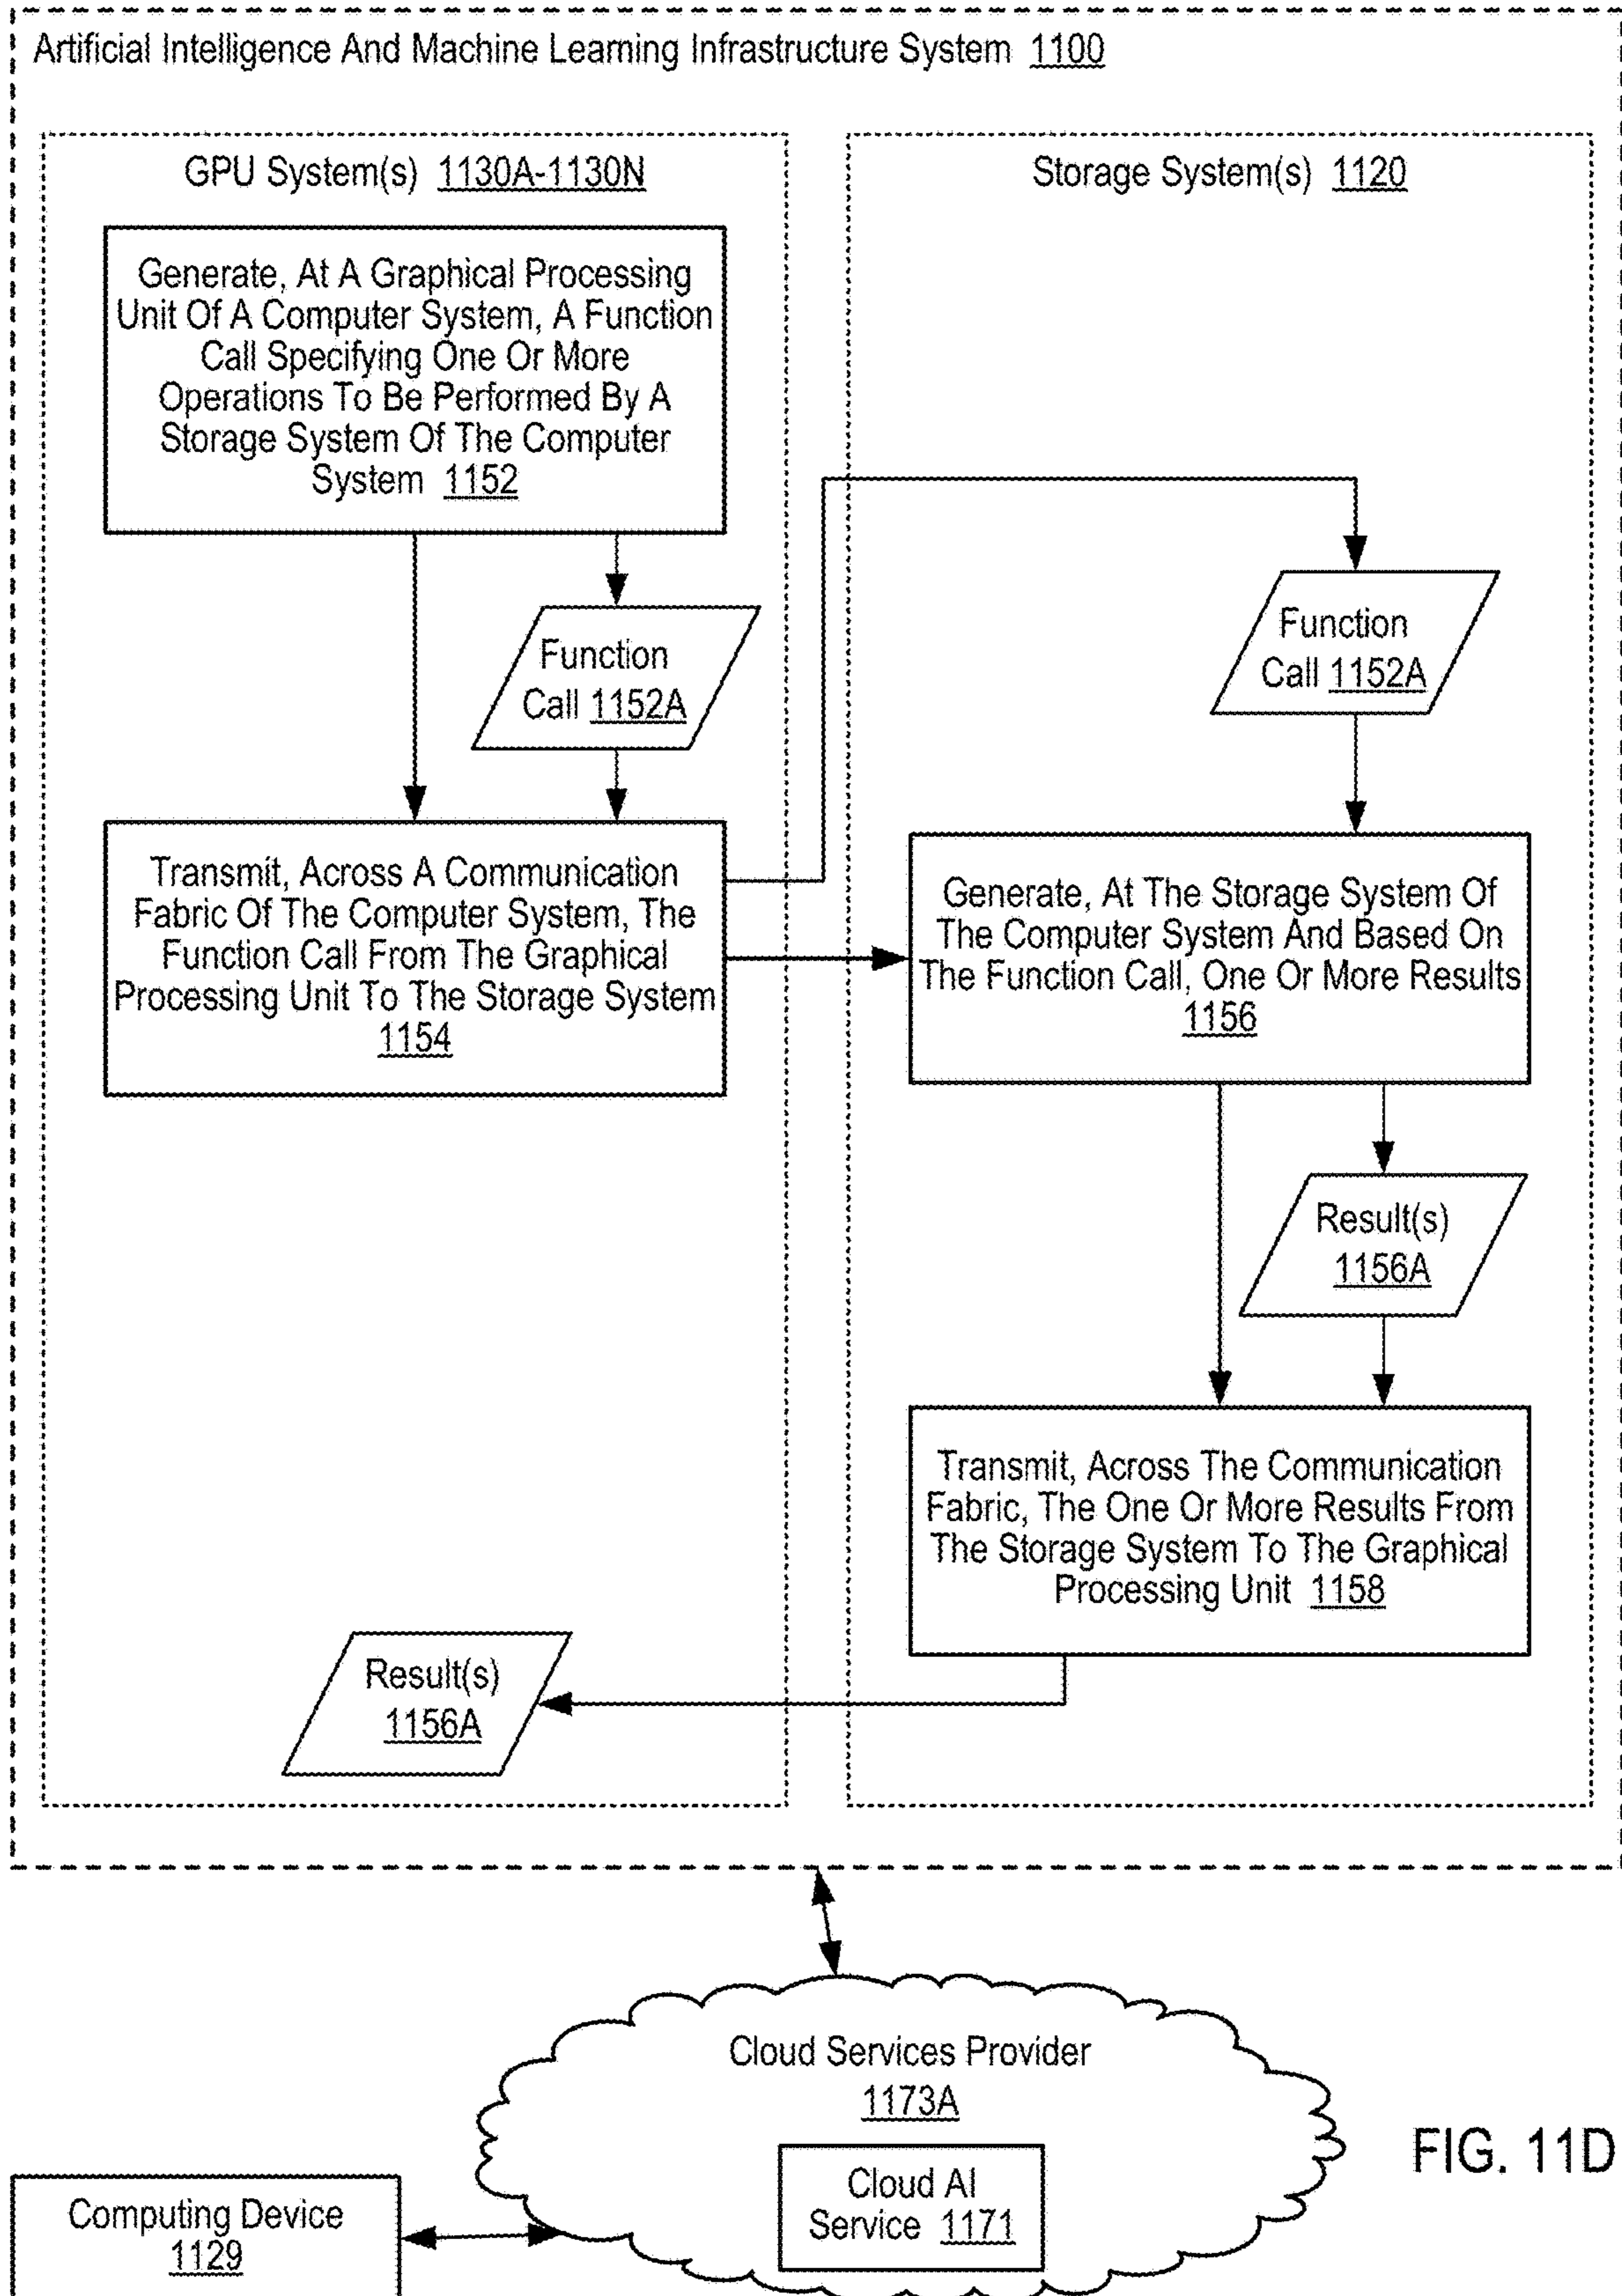 Artificial Intelligence And Machine Learning Infrastructure System 1100
GPU System(s) 1130A-1130N
Generate, At A Graphical Processing
Unit Of A Computer System, A Function
Call Specifying One Or More
Operations To Be Performed By A
Storage System Of The Computer
System 1152
Function
Call 1152A
Transmit, Across A Communication
Fabric Of The Computer System, The
Function Call From The Graphical
Processing Unit To The Storage System
1154
Storage System(s) 1120
Function
Call 1152A
Generate, At The Storage System Of
The Computer System And Based On
The Function Call, One Or More Results
1156
Result(s)
1156A
Transmit, Across The Communication
Fabric, The One Or More Results From
The Storage System To The Graphical
Processing Unit 1158
Result(s)
1156A
Cloud Services Provider
1173A
Cloud AI
Service 1171
Computing Device
1129
FIG. 11D